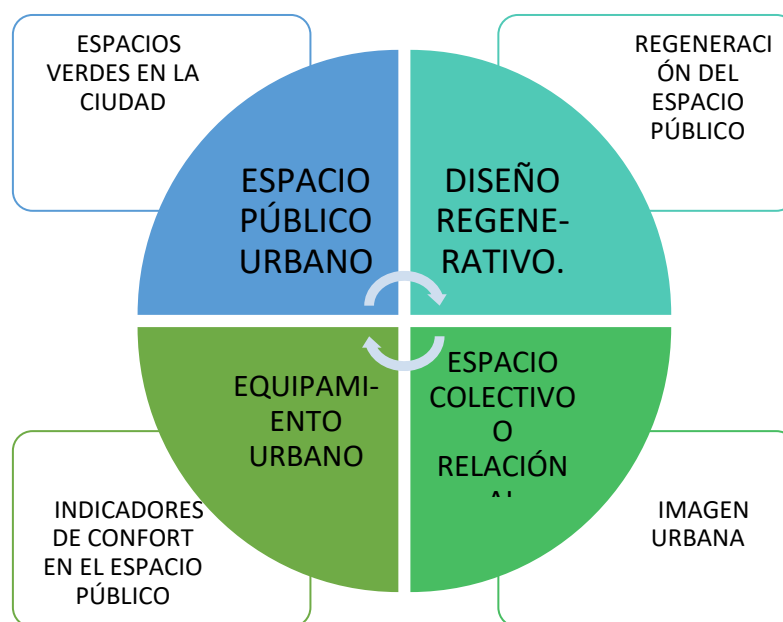 ESPACIOS
VERDES EN LA
CIUDAD
REGENERACI
ÓN DEL
ESPACIO
PÚBLICO
ESPACIO
PÚBLICO
URBANO
DISEÑO
REGENE-
RATIVO.
EQUIPAMI-
ENTO
URBANO
ESPACIO
COLECTIVO
O
RELACIÓN
INDICADORES
DE CONFORT
EN EL ESPACIO
PÚBLICO
IMAGEN
URBANA